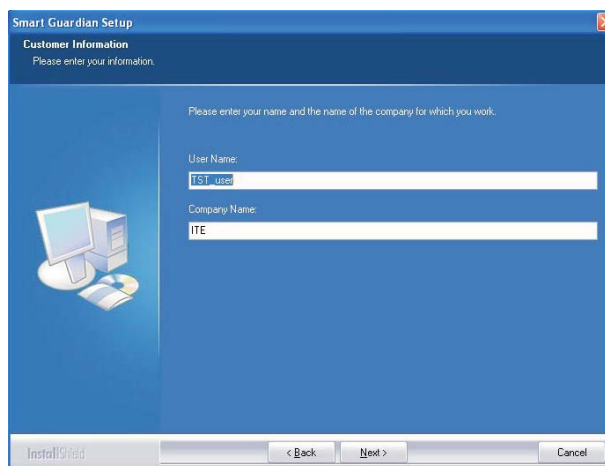 Smart Guardian Setup
Customer Information
Please enter your information.
Please enter your name and the name of the company for which you work.
User Name:
TST_user
Company Name:
ITE
InstallShield
< Back
Next >
Cancel